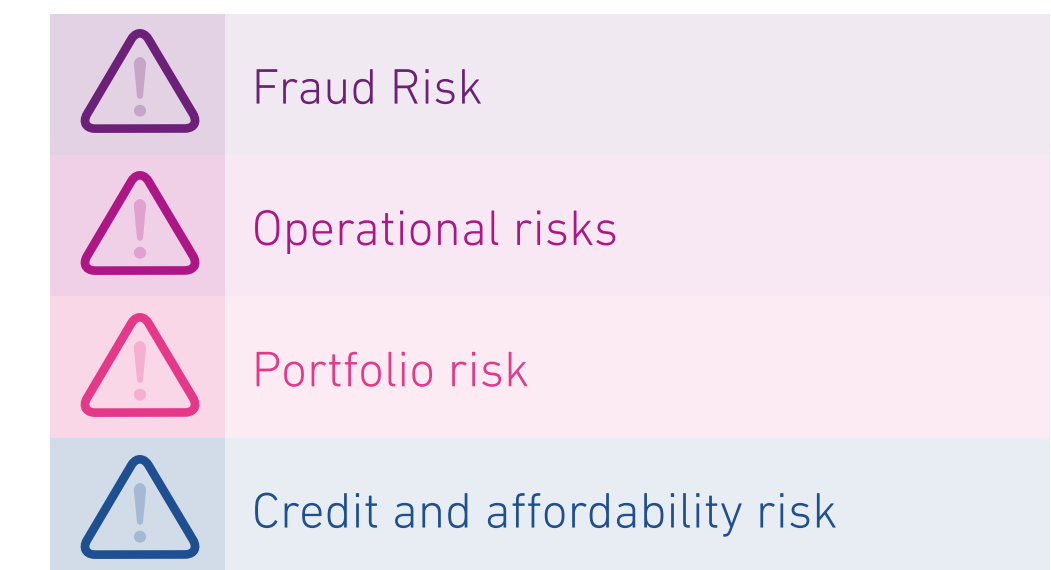 Fraud Risk
Operational risks
Portfolio risk
Credit and affordability risk